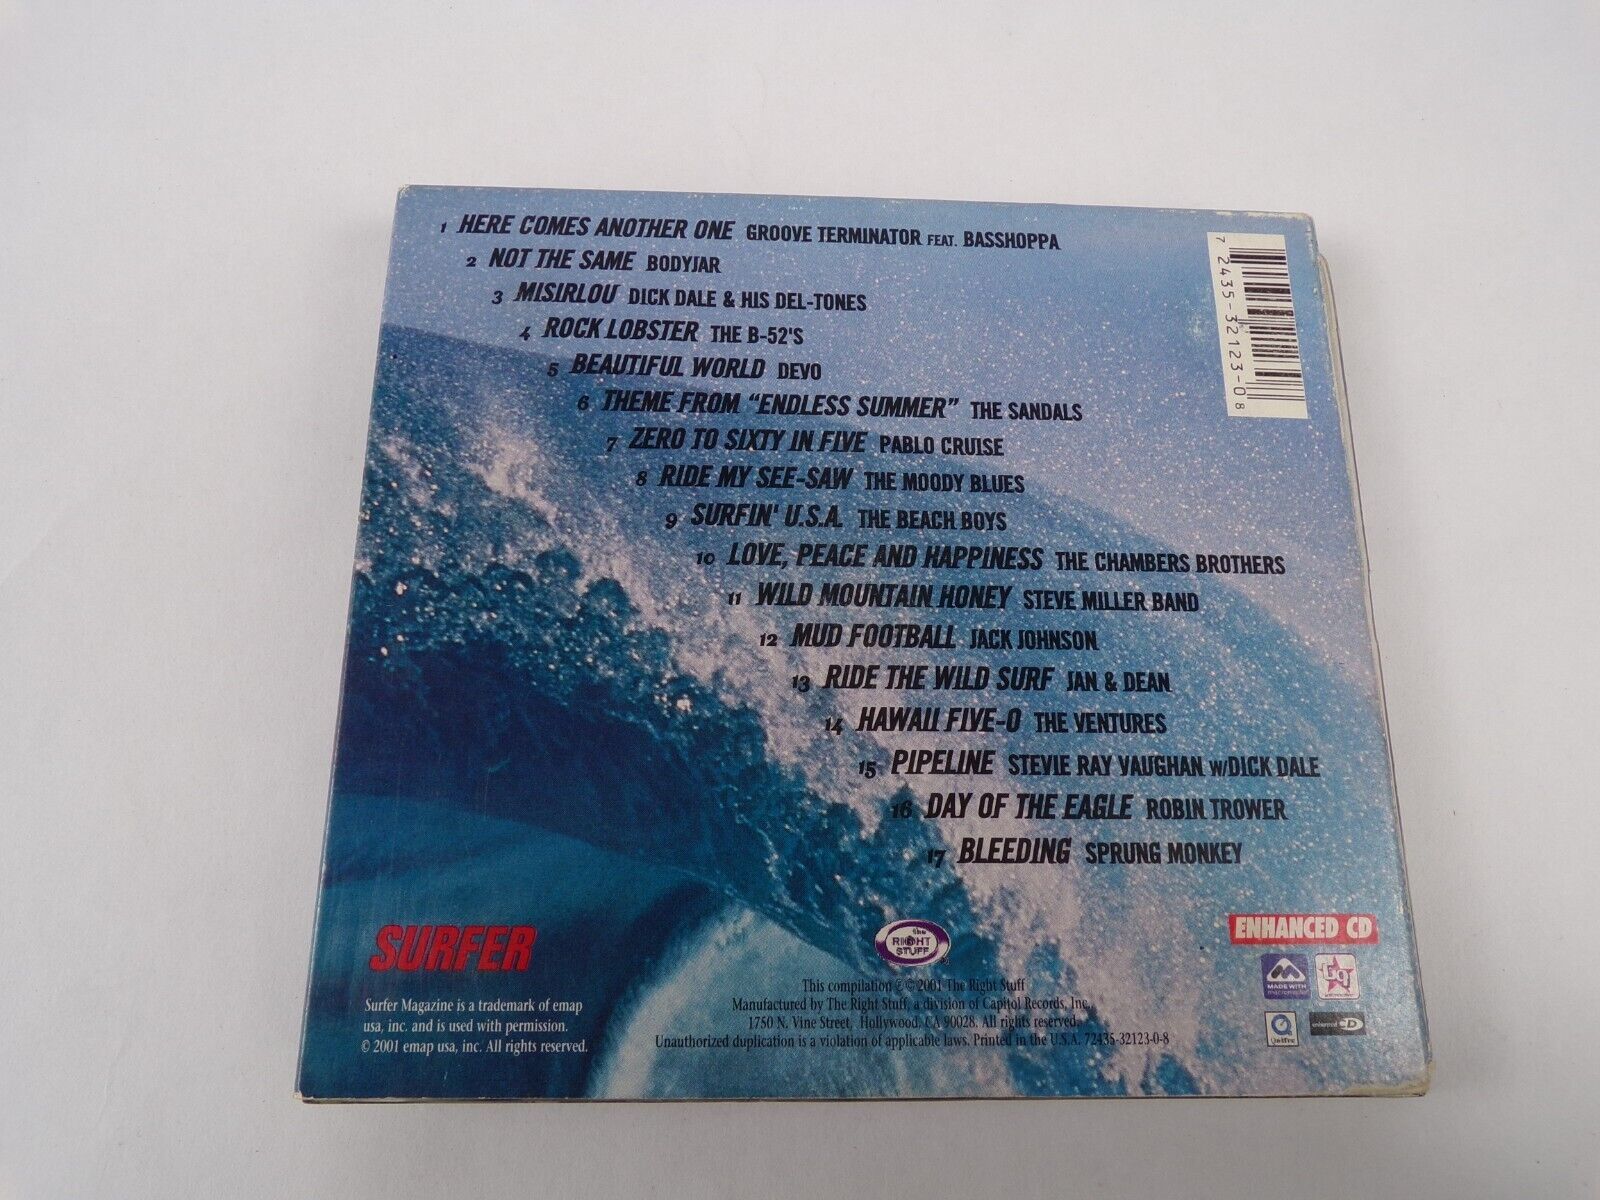 1 HERE COMES ANOTHER ONE GROOVE TERMINATOR FEAT. BASSHOPPA
2 NOT THE SAME BODYJAR
3 MISIRLOU DICK DALE & HIS DEL-TONES
4 ROCK LOBSTER THE B-52'S
5 BEAUTIFUL WORLD DEVO
6 THEME FROM "ENDLESS SUMMER" THE SANDALS
7 ZERO TO SIXTY IN FIVE PABLO CRUISE
8 RIDE MY SEE-SAW THE MOODY BLUES
9 SURFIN' U.S.A. THE BEACH BOYS
10 LOVE, PEACE AND HAPPINESS THE CHAMBERS BROTHERS
11 WILD MOUNTAIN HONEY STEVE MILLER BAND
12 MUD FOOTBALL JACK JOHNSON
13 RIDE THE WILD SURF JAN & DEAN
14 HAWAII FIVE-O THE VENTURES
15 PIPELINE STEVIE RAY VAUGHAN W/DICK DALE
16 DAY OF THE EAGLE ROBIN TROWER
17 BLEEDING SPRUNG MONKEY
7 2435-32123-0 8
SURFER
Surfer Magazine is a trademark of emap
usa, inc. and is used with permission.
© 2001 emap usa, inc. All rights reserved.
the
RIGHT
STUFF
This compilation ℗ © 2001 The Right Stuff
Manufactured by The Right Stuff, a division of Capitol Records, Inc.,
1750 N. Vine Street, Hollywood, CA 90028. All rights reserved.
Unauthorized duplication is a violation of applicable laws. Printed in the U.S.A. 72435-32123-0-8
ENHANCED CD
MADE WITH
macromedia
enhanced CD